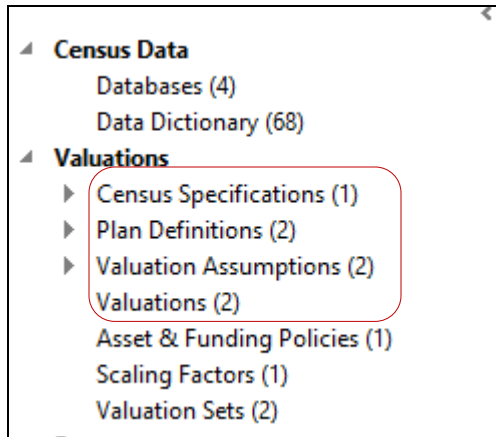 Census Data
Databases (4)
Data Dictionary (68)
Valuations
Census Specifications (1)
Plan Definitions (2)
Valuation Assumptions (2)
Valuations (2)
Asset & Funding Policies (1)
Scaling Factors (1)
Valuation Sets (2)